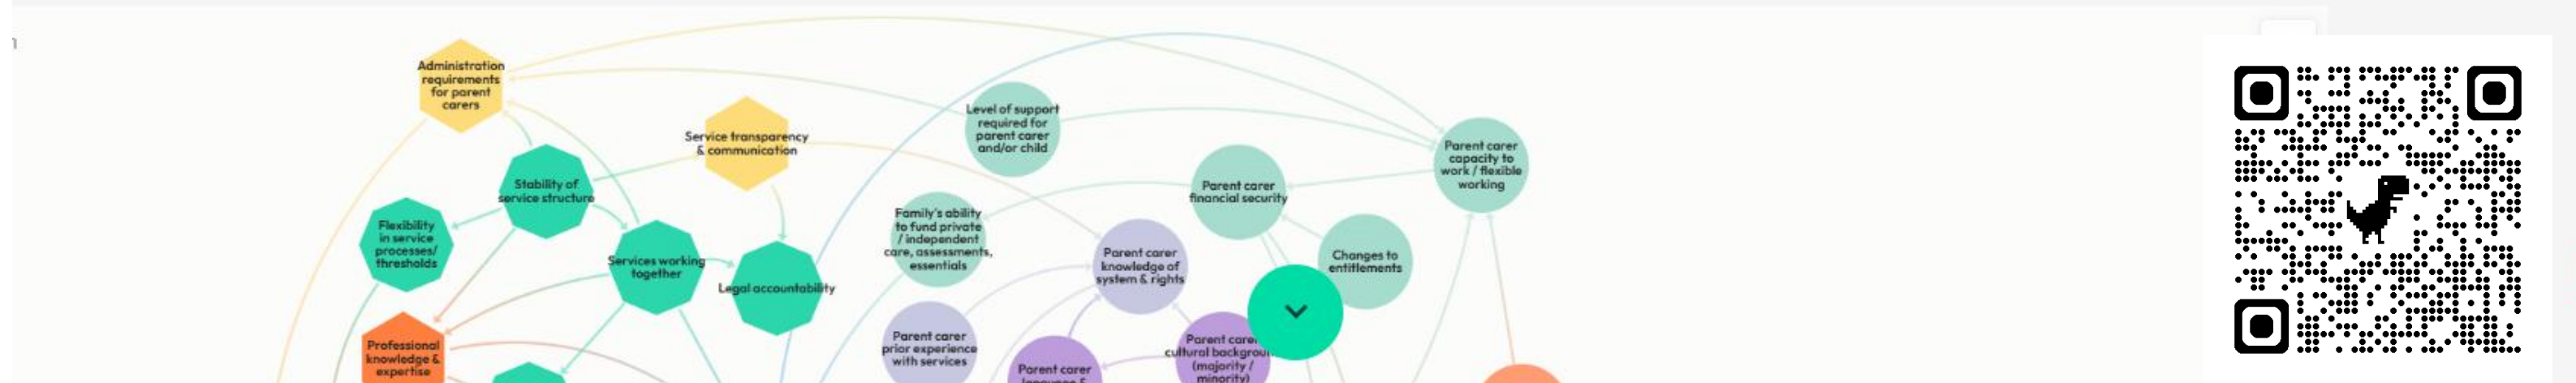 Administration
requirements
for parent
carers
Service transparency
& communication
Level of support
required for
parent carer
and/or child
Parent carer
capacity to
work / flexible
working
Stability of
service structure
Parent carer
financial security
Flexibility
in service
processes/
thresholds
Family's ability
to fund private
/ independent
care, assessments,
essentials
Services working
together
Legal accountability
Parent carer
knowledge of
system & rights
Changes to
entitlements
Professional
knowledge &
expertise
Parent carer
prior experience
with services
Parent carer
Parent carer
cultural
(majority /
minority)